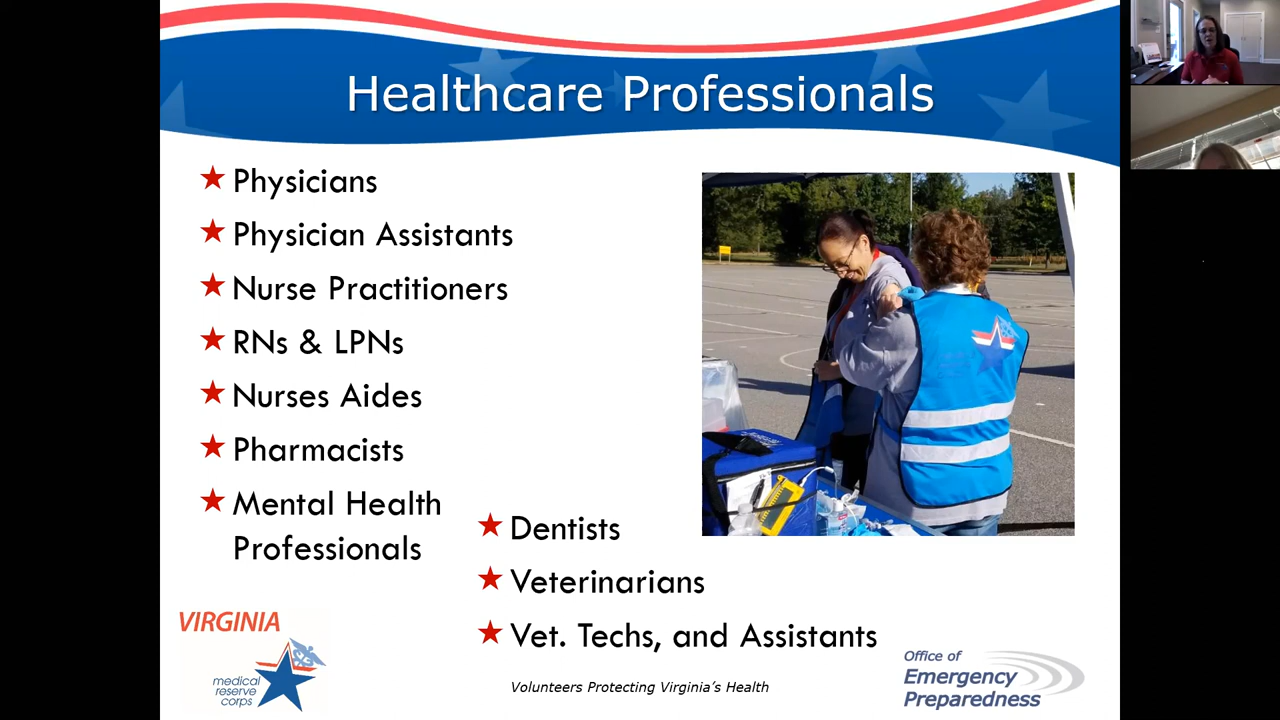 Healthcare Professionals
Physicians
Physician Assistants
Nurse Practitioners
RNs & LPNs
Nurses Aides
Pharmacists
Mental Health
Professionals
Dentists
Veterinarians
Vet. Techs, and Assistants
VIRGINIA
medical
reserve
corps
Volunteers Protecting Virginia's Health
Office of
Emergency
Preparedness